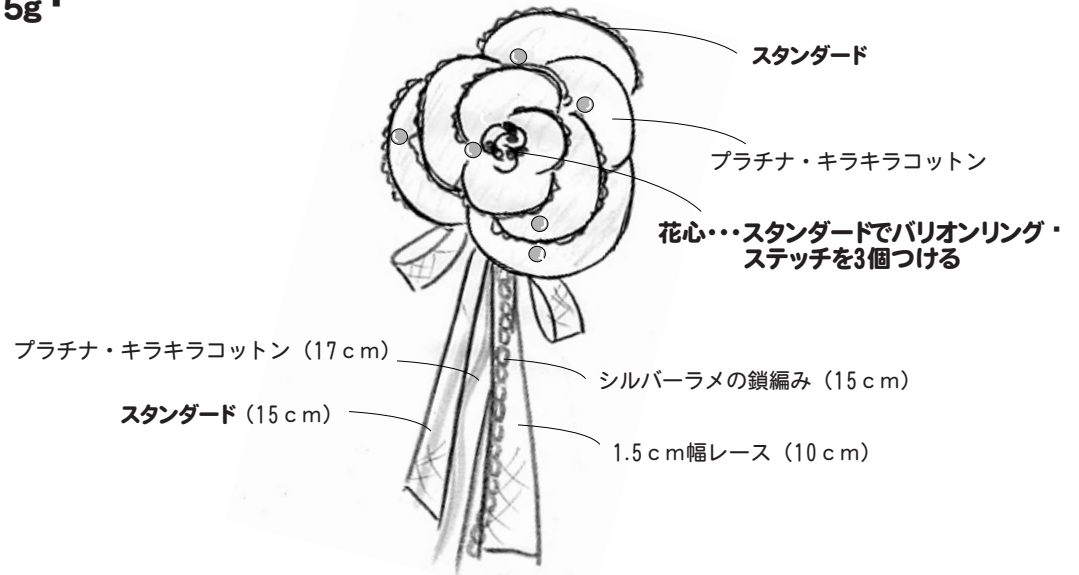 5g
スタンダード
プラチナ・キラキラコットン
花心・・・スタンダードでバリオンリング・
ステッチを3個つける
プラチナ・キラキラコットン（17ｃｍ）
シルバーラメの鎖編み（15ｃｍ）
スタンダード（15ｃｍ）
1.5ｃｍ幅レース（10ｃｍ）